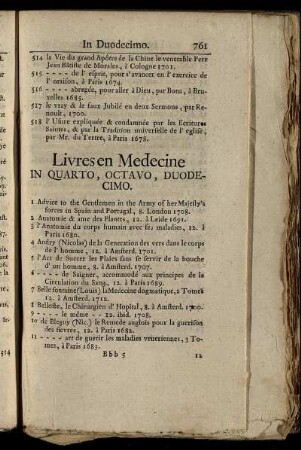 In Duodecimo. 761
514 la Vie du grand Apôtre de la Chine le venerable Pere
Jean Bâtiste de Morales, à Cologne 1701.
515 - - - - de l' esprit, pour s'avancer en l' exercice de
l' oraison, à Paris 1674.
516 - - - - abregée, pour aller à Dieu, par Bona, à Bru-
xelles 1685.
517 le vray & le faux Jubilé en deux Sermons, par Re-
noult, 1700.
518 l' Usure expliquée & condamnée par les Ecritures
Saintes, & par la Tradition universelle de l' eglise,
par Mr. du Tertre, à Paris 1678.
Livres en Medecine
IN QUARTO, OCTAVO, DUODE-
CIMO.
1 Advice to the Gentlemen in the Army of her Majesty's
forces in Spain and Portugal, 8. London 1708.
2 Anatomie & ame des Plantes, 12. à Leide 1691.
3 l'Anatomie du corps humain avec ses maladies, 12. à
Paris 1680.
4 Andry (Nicolas) de la Generation des vers dans le corps
de l' homme, 8. à Amsterd. 1701.
5 l'Art de Succer les Plaies sans se servir de la bouche
d' un homme, 8. à Amsterd. 1707.
6 - - - - de Saigner, accommodé aux principes de la
Circulation du Sang, 12. à Paris 1689.
7 Belle fontaine (Louis) la Medecine dogmatique, 2 Tomes
12. à Amsterd. 1712.
8 Belloste, le Chirurgien d' Hopital, 8. à Amsterd. 1700.
9 - - - - le même - - 12. ibid. 1708.
10 de Blegny (Nic.) le Remede anglois pour la guerison
des fievres, 12. à Paris 1682.
11 - - - - art de guerir les maladies veneriennes, 3 To-
mes, à Paris 1683.
Bbb 5 12
514